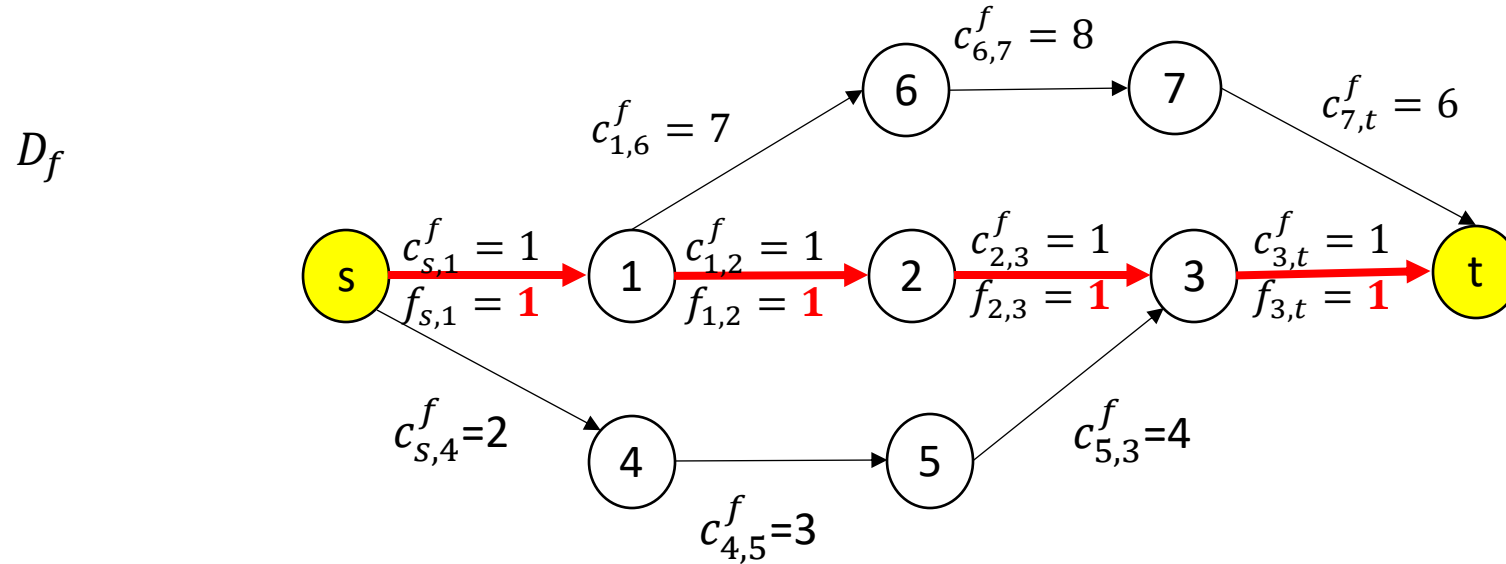 $c^f_{6,7} = 8$
6
7
$c^f_{7,t} = 6$
$c^f_{1,6} = 7$
$D_f$
s
$c^f_{s,1} = 1$
$f_{s,1} = 1$
1
$c^f_{1,2} = 1$
$f_{1,2} = 1$
2
$c^f_{2,3} = 1$
$f_{2,3} = 1$
3
$c^f_{3,t} = 1$
$f_{3,t} = 1$
t
$c^f_{s,4}$=2
4
5
$c^f_{5,3}$=4
$c^f_{4,5}$=3